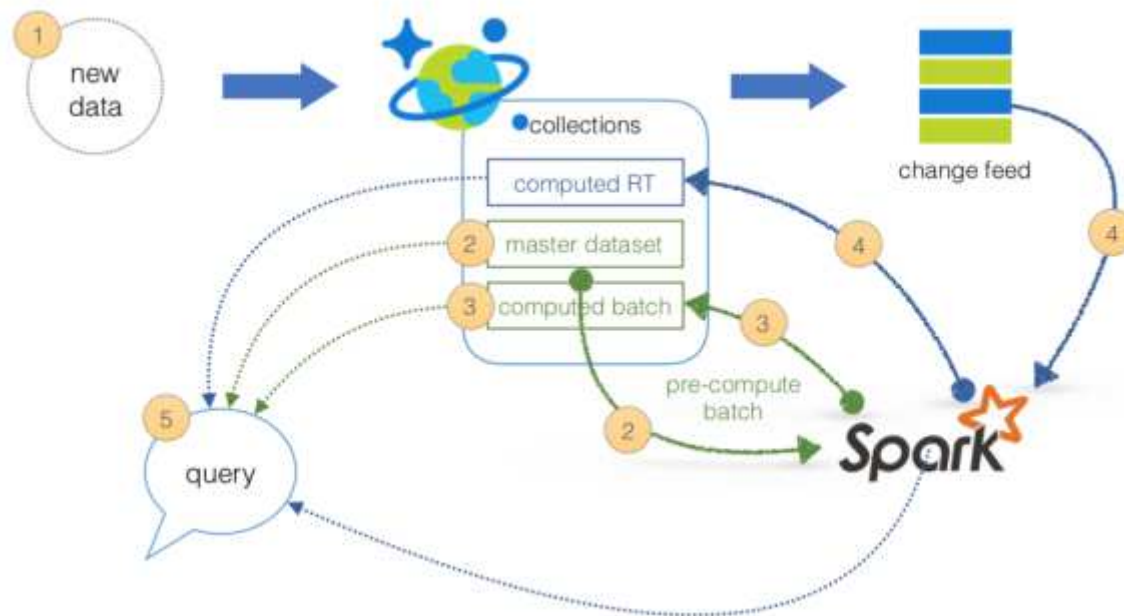 1
new
data
collections
computed RT
2
master dataset
3
computed batch
change feed
4
4
3
pre-compute
batch
2
Spark
5
query